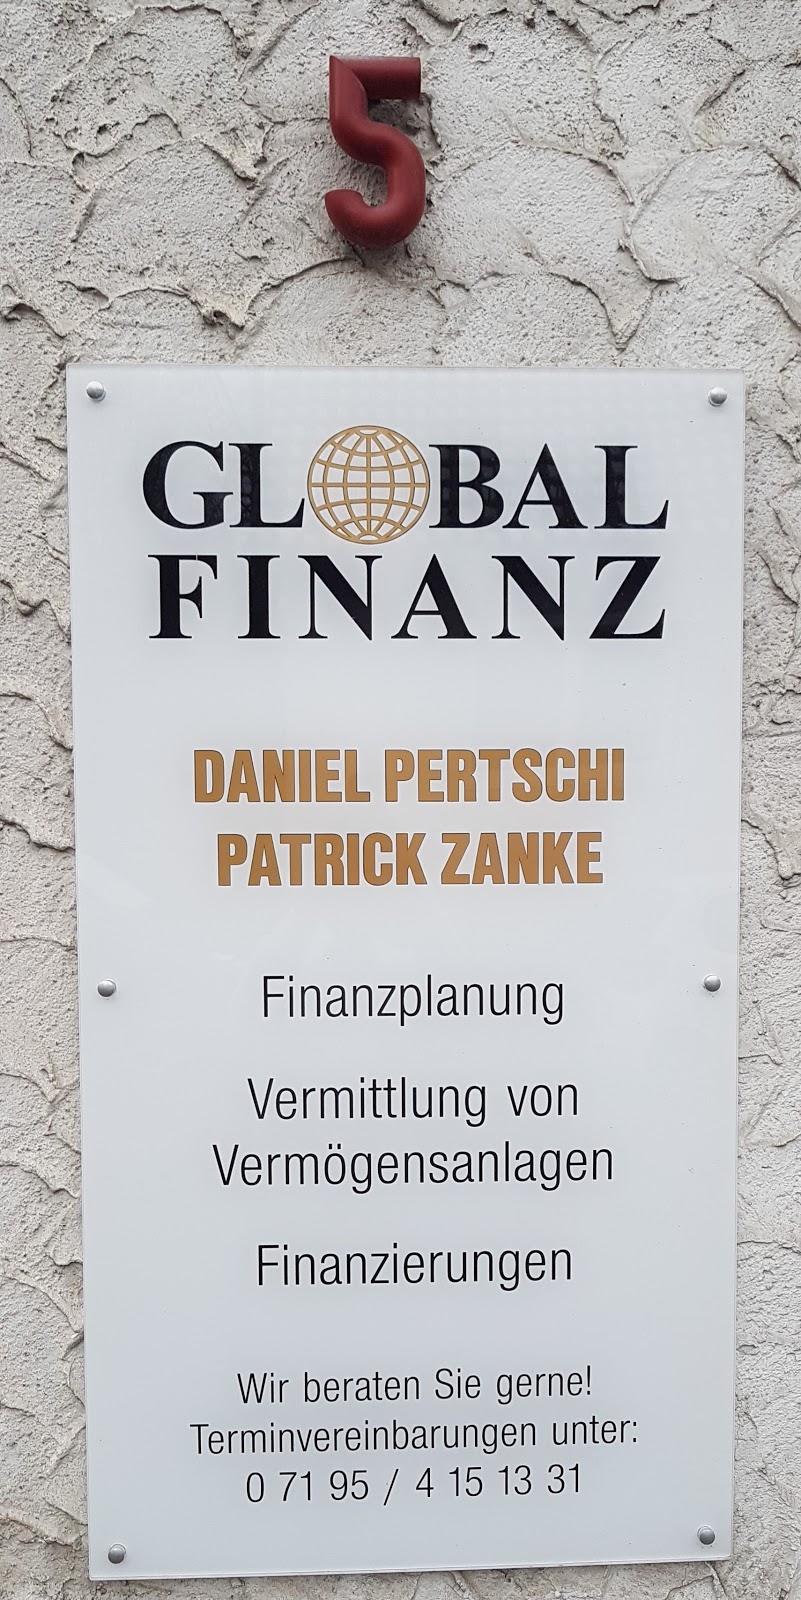 5
GLOBAL
FINANZ
DANIEL PERTSCHI
PATRICK ZANKE
Finanzplanung
Vermittlung von
Vermögensanlagen
Finanzierungen
Wir beraten Sie gerne!
Terminvereinbarungen unter:
0 71 95 / 4 15 13 31